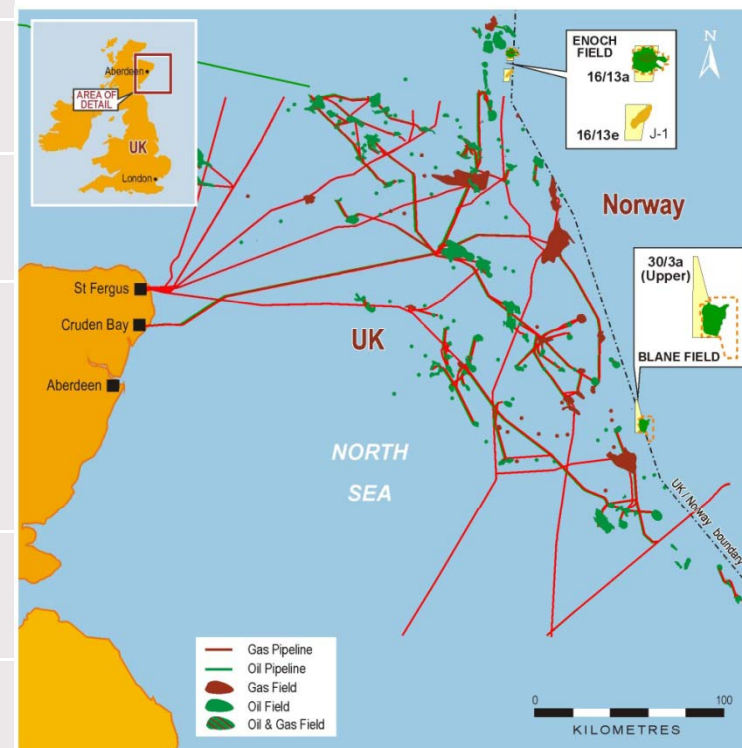 Aberdeen
AREA OF
DETAIL
UK
London
N
ENOCH
FIELD
16/13a
16/13e
J-1
Norway
30/3a
(Upper)
BLANE FIELD
St Fergus
Cruden Bay
Aberdeen
UK
NORTH
SEA
UK / Norway boundary
Gas Pipeline
Oil Pipeline
Gas Field
Oil Field
Oil & Gas Field
0
100
KILOMETRES